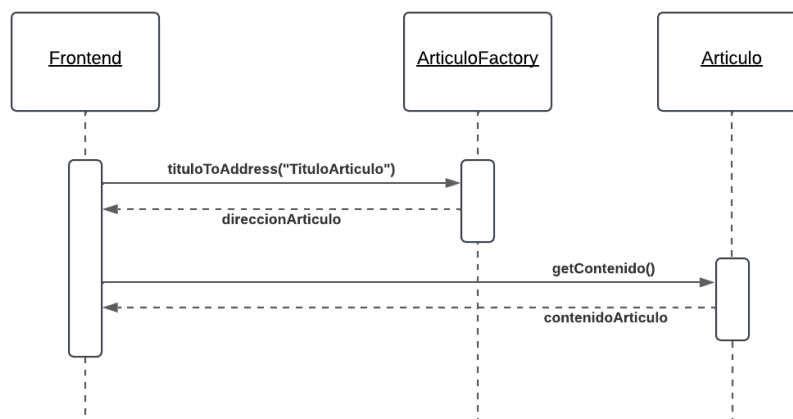 Frontend
ArticuloFactory
Articulo
tituloToAddress("TituloArticulo")
direccionArticulo
getContenido()
contenidoArticulo